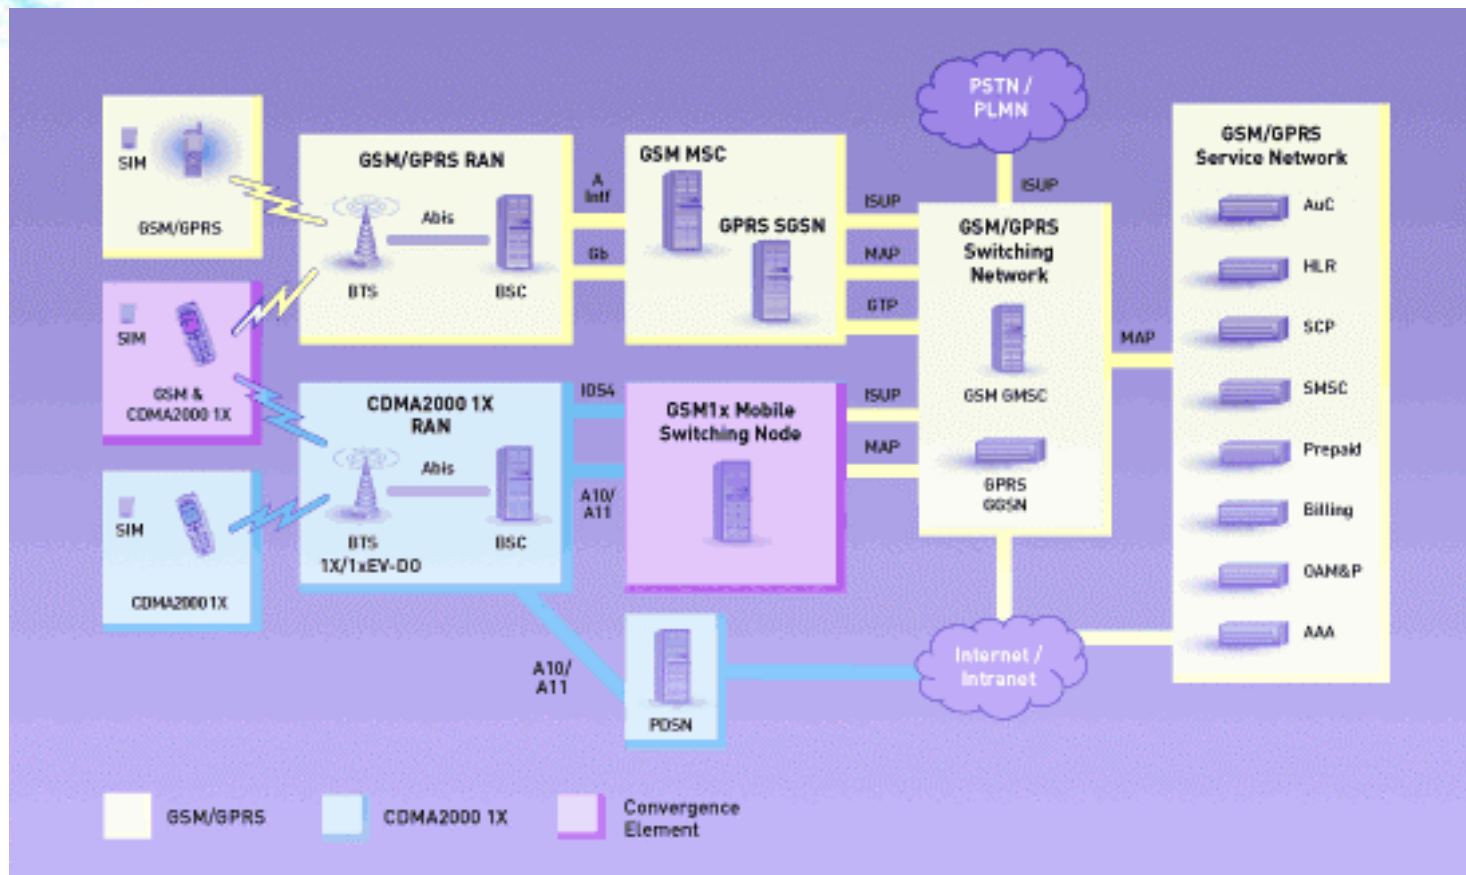 PSTN /
PLMN
SIM
GSM/GPRS
SIM
GSM &
CDMA2000 1X
SIM
CDMA2000 1X
GSM/GPRS RAN
Abis
BTS
BSC
CDMA2000 1X
RAN
Abis
BTS
BSC
1X/1xEV-DO
A
Intf
Gb
IOS4
A10/
A11
A10/
A11
GSM MSC
GPRS SGSN
GSM1x Mobile
Switching Node
PDSN
ISUP
MAP
GTP
ISUP
MAP
ISUP
GSM/GPRS
Switching
Network
GSM GMSC
GPRS
GGSN
Internet /
Intranet
MAP
GSM/GPRS
Service Network
AuC
HLR
SCP
SMSC
Prepaid
Billing
OAM&P
AAA
GSM/GPRS
CDMA2000 1X
Convergence
Element